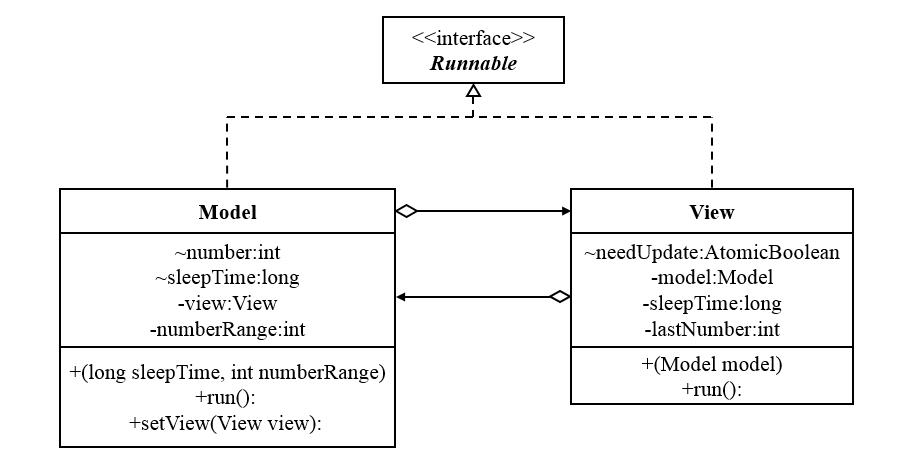 <<interface>>
Runnable
Model
~number:int
~sleepTime:long
-view:View
-numberRange:int
+(long sleepTime, int numberRange)
+run():
+setView(View view):
View
~needUpdate:AtomicBoolean
-model:Model
-sleepTime:long
-lastNumber:int
+(Model model)
+run():